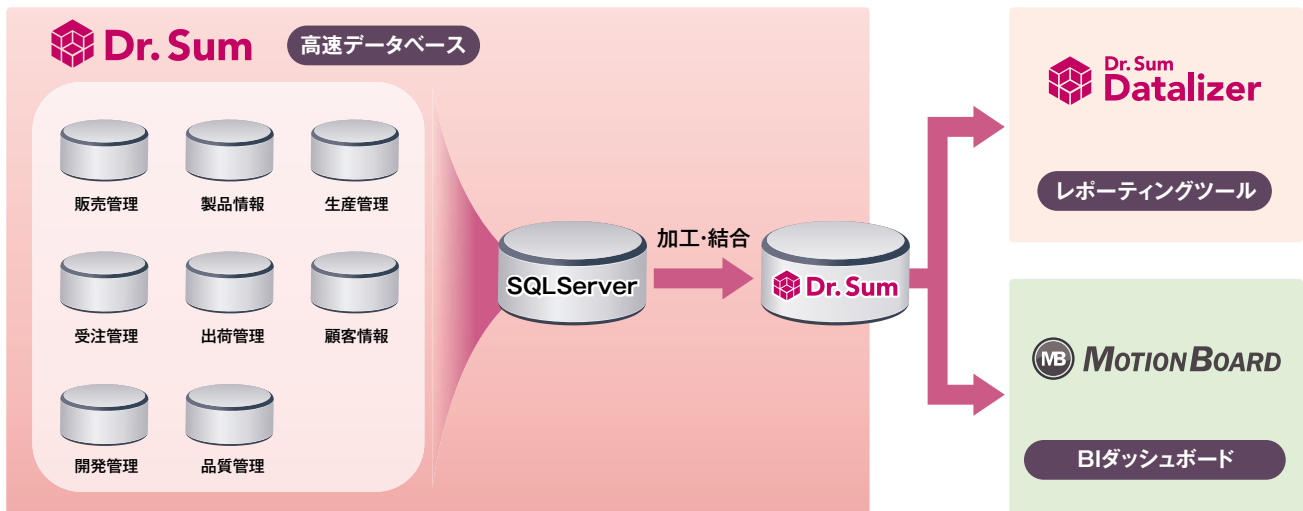 Dr. Sum
高速データベース
販売管理
製品情報
生産管理
受注管理
出荷管理
顧客情報
開発管理
品質管理
SQLServer
加工・結合
Dr. Sum
Dr. Sum
Datalizer
レポーティングツール
MB
MOTIONBOARD
BIダッシュボード